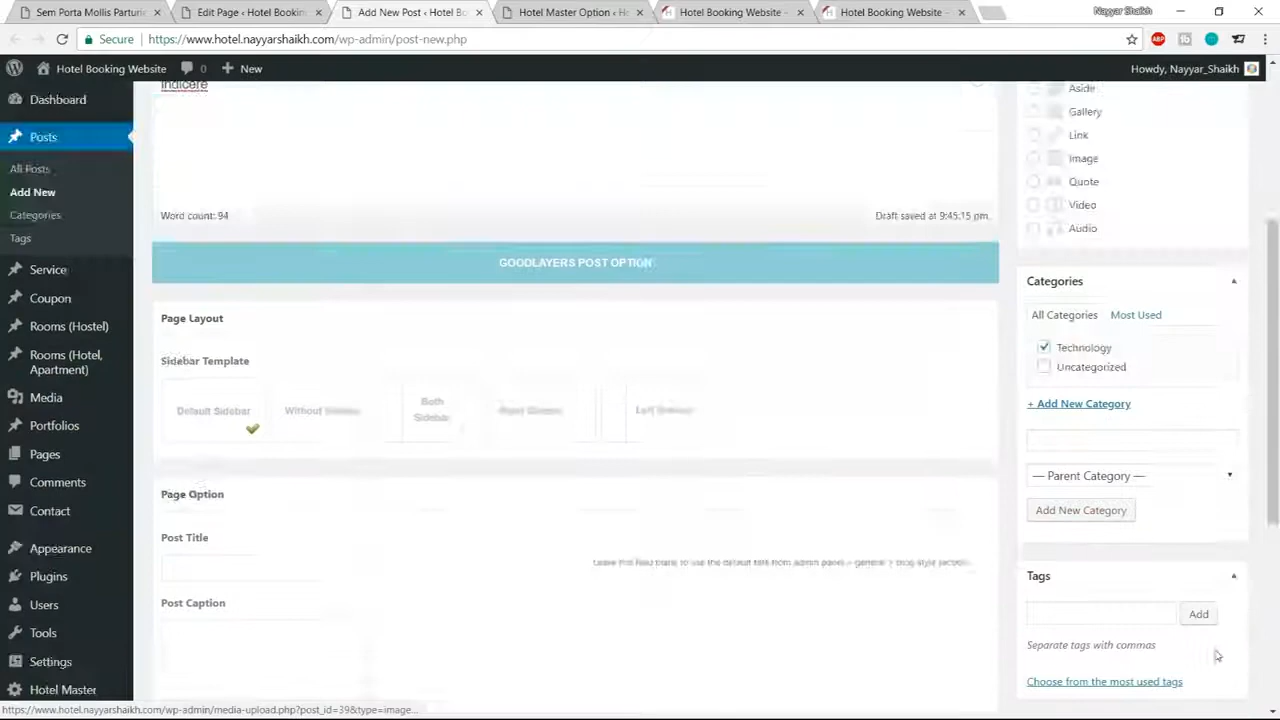 Sem Porta Mollis Parturie
Edit Page ‹ Hotel Bookin
Add New Post ‹ Hotel Bo
Hotel Master Option ‹ H
Hotel Booking Website –
Hotel Booking Website –
Nayyar Shaikh
Secure
https://www.hotel.nayyarshaikh.com/wp-admin/post-new.php
ABP
Hotel Booking Website
0
New
Howdy, Nayyar_Shaikh
Dashboard
Posts
All Posts
Add New
Categories
Tags
Service
Coupon
Rooms (Hostel)
Rooms (Hotel,
Apartment)
Media
Portfolios
Pages
Comments
Contact
Appearance
Plugins
Users
Tools
Settings
Hotel Master
indicere
Word count: 94
Draft saved at 9:45:15 pm.
GOODLAYERS POST OPTION
Page Layout
Sidebar Template
Default Sidebar
Without
Both
Sidebar
Page Option
Post Title
Leave this field blank to use the default title from admin panel > general > blog style section.
Post Caption
Aside
Gallery
Link
Image
Quote
Video
Audio
Categories
All Categories
Most Used
Technology
Uncategorized
+ Add New Category
— Parent Category —
Add New Category
Tags
Add
Separate tags with commas
Choose from the most used tags
https://www.hotel.nayyarshaikh.com/wp-admin/media-upload.php?post_id=39&type=image...